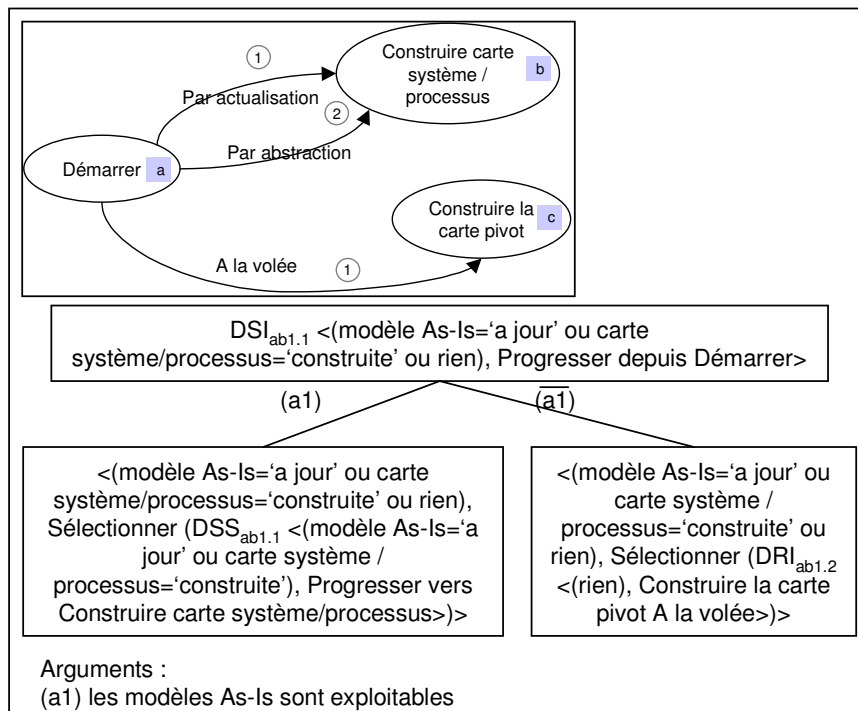 Construire carte
système /
processus
b
1
Par actualisation
2
Par abstraction
Démarrer
a
Construire la
carte pivot
c
A la volée
1
DSIab1.1 <(modèle As-Is=‘a jour’ ou carte
système/processus=‘construite’ ou rien), Progresser depuis Démarrer>
(a1)
(a1)
<(modèle As-Is=‘a jour’ ou carte
système/processus=‘construite’ ou rien),
Sélectionner (DSSab1.1 <(modèle As-Is=‘a
jour’ ou carte système /
processus=‘construite’), Progresser vers
Construire carte système/processus>)>
<(modèle As-Is=‘a jour’ ou
carte système /
processus=‘construite’ ou
rien), Sélectionner (DRIab1.2
<(rien), Construire la carte
pivot A la volée>)>
Arguments :
(a1) les modèles As-Is sont exploitables